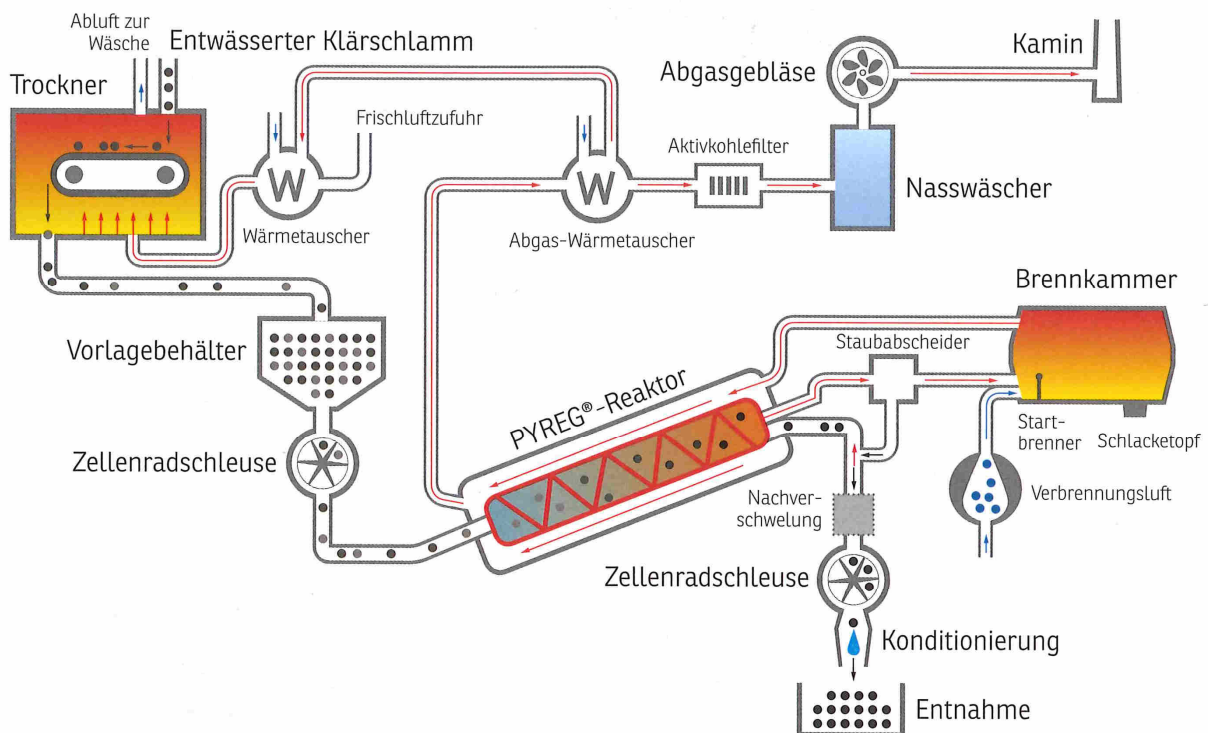 Abluft zur
Wäsche
Entwässerter Klärschlamm
Trockner
Frischluftzufuhr
W
Wärmetauscher
W
Abgas-Wärmetauscher
Aktivkohlefilter
Abgasgebläse
Kamin
Nasswäscher
Vorlagebehälter
Zellenradschleuse
PYREG®-Reaktor
Staubabscheider
Brennkammer
Start-
brenner
Schlacketopf
Verbrennungsluft
Nachver-
schwelung
Zellenradschleuse
Konditionierung
Entnahme